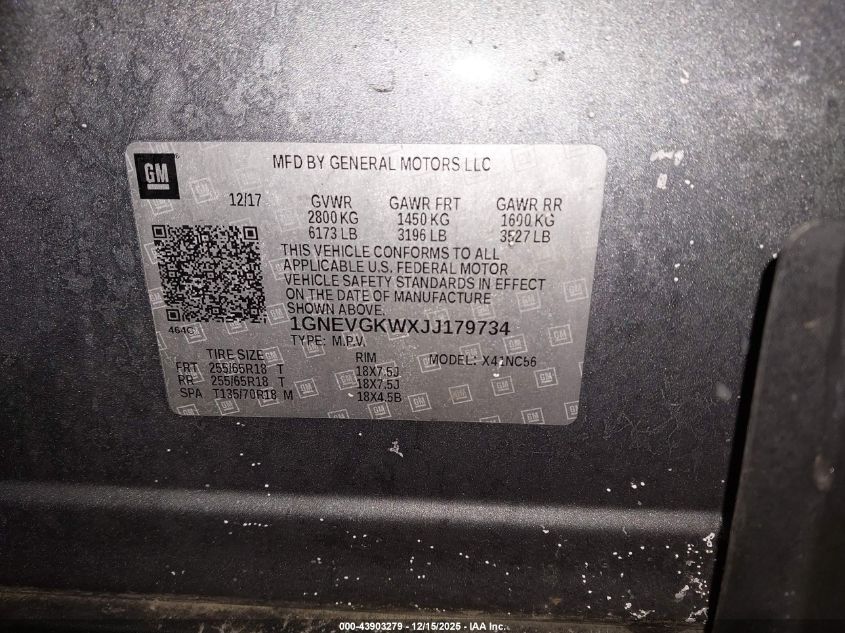 GM
MFD BY GENERAL MOTORS LLC
12/17 GVWR GAWR FRT GAWR RR
2800 KG 1450 KG 1690 KG
6173 LB 3196 LB 3527 LB
THIS VEHICLE CONFORMS TO ALL
APPLICABLE U.S. FEDERAL MOTOR
VEHICLE SAFETY STANDARDS IN EFFECT
ON THE DATE OF MANUFACTURE
SHOWN ABOVE.
464C
1GNEVGKWXJJ179734
TYPE: M.P.V.
TIRE SIZE RIM MODEL: X41NC56
FRT 255/65R18 T 18X7.5J
RR 255/65R18 T 18X7.5J
SPA T135/70R18 M 18X4.5B
000-43903279 - 12/15/2025 - IAA Inc.